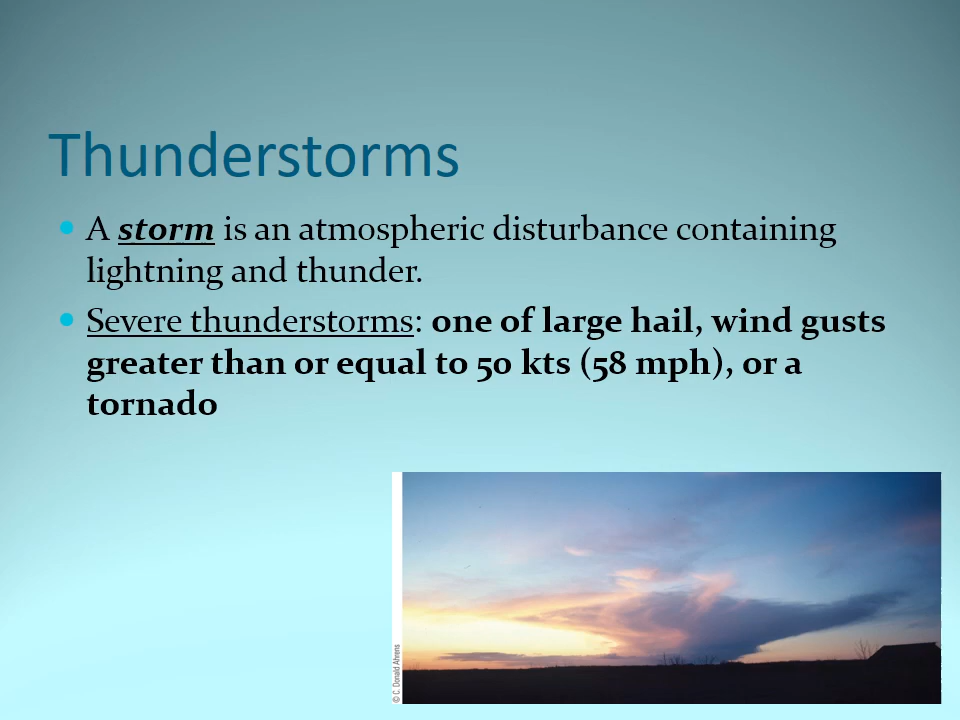 Thunderstorms
A storm is an atmospheric disturbance containing
lightning and thunder.
Severe thunderstorms: one of large hail, wind gusts
greater than or equal to 50 kts (58 mph), or a
tornado
© C. Donald Ahrens